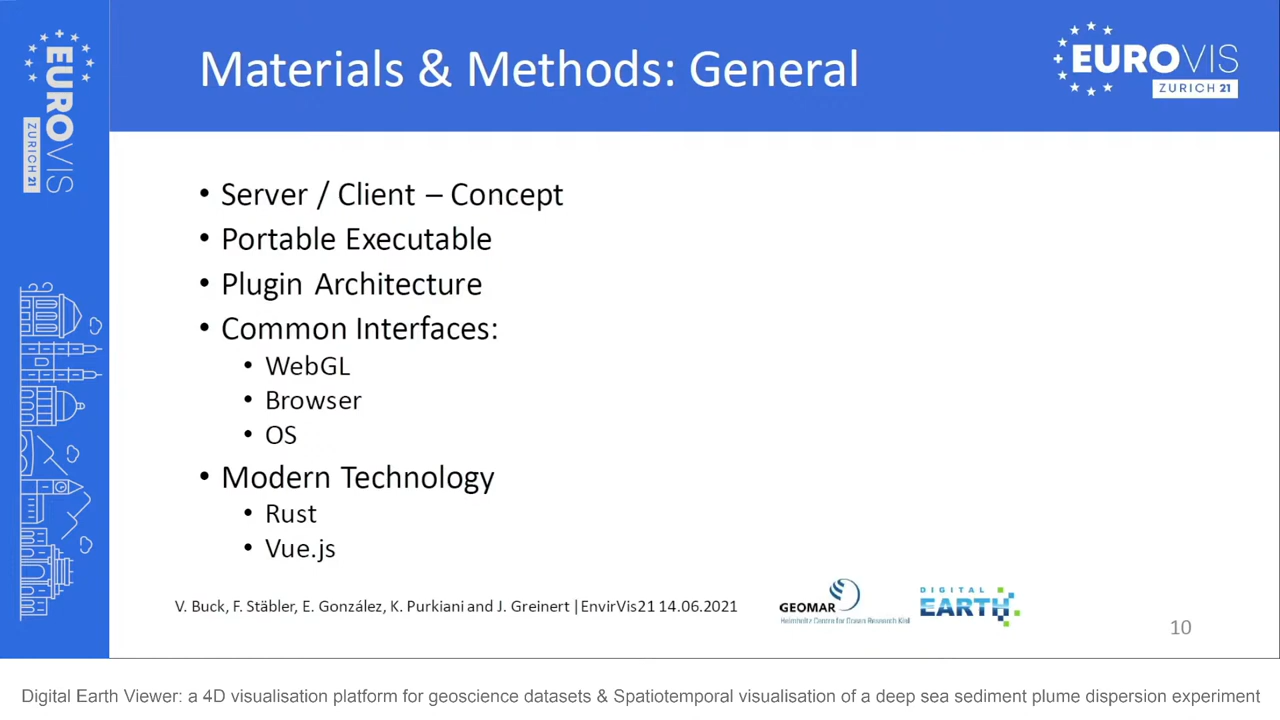 Materials & Methods: General
EUROVIS
ZURICH 21
EUROVIS
ZURICH 21
• Server / Client – Concept
• Portable Executable
• Plugin Architecture
• Common Interfaces:
• WebGL
• Browser
• OS
• Modern Technology
• Rust
• Vue.js
V. Buck, F. Stäbler, E. González, K. Purkiani and J. Greinert |EnvirVis21 14.06.2021
GEOMAR
Helmholtz Centre for Ocean Research Kiel
DIGITAL
EARTH
10
Digital Earth Viewer: a 4D visualisation platform for geoscience datasets & Spatiotemporal visualisation of a deep sea sediment plume dispersion experiment